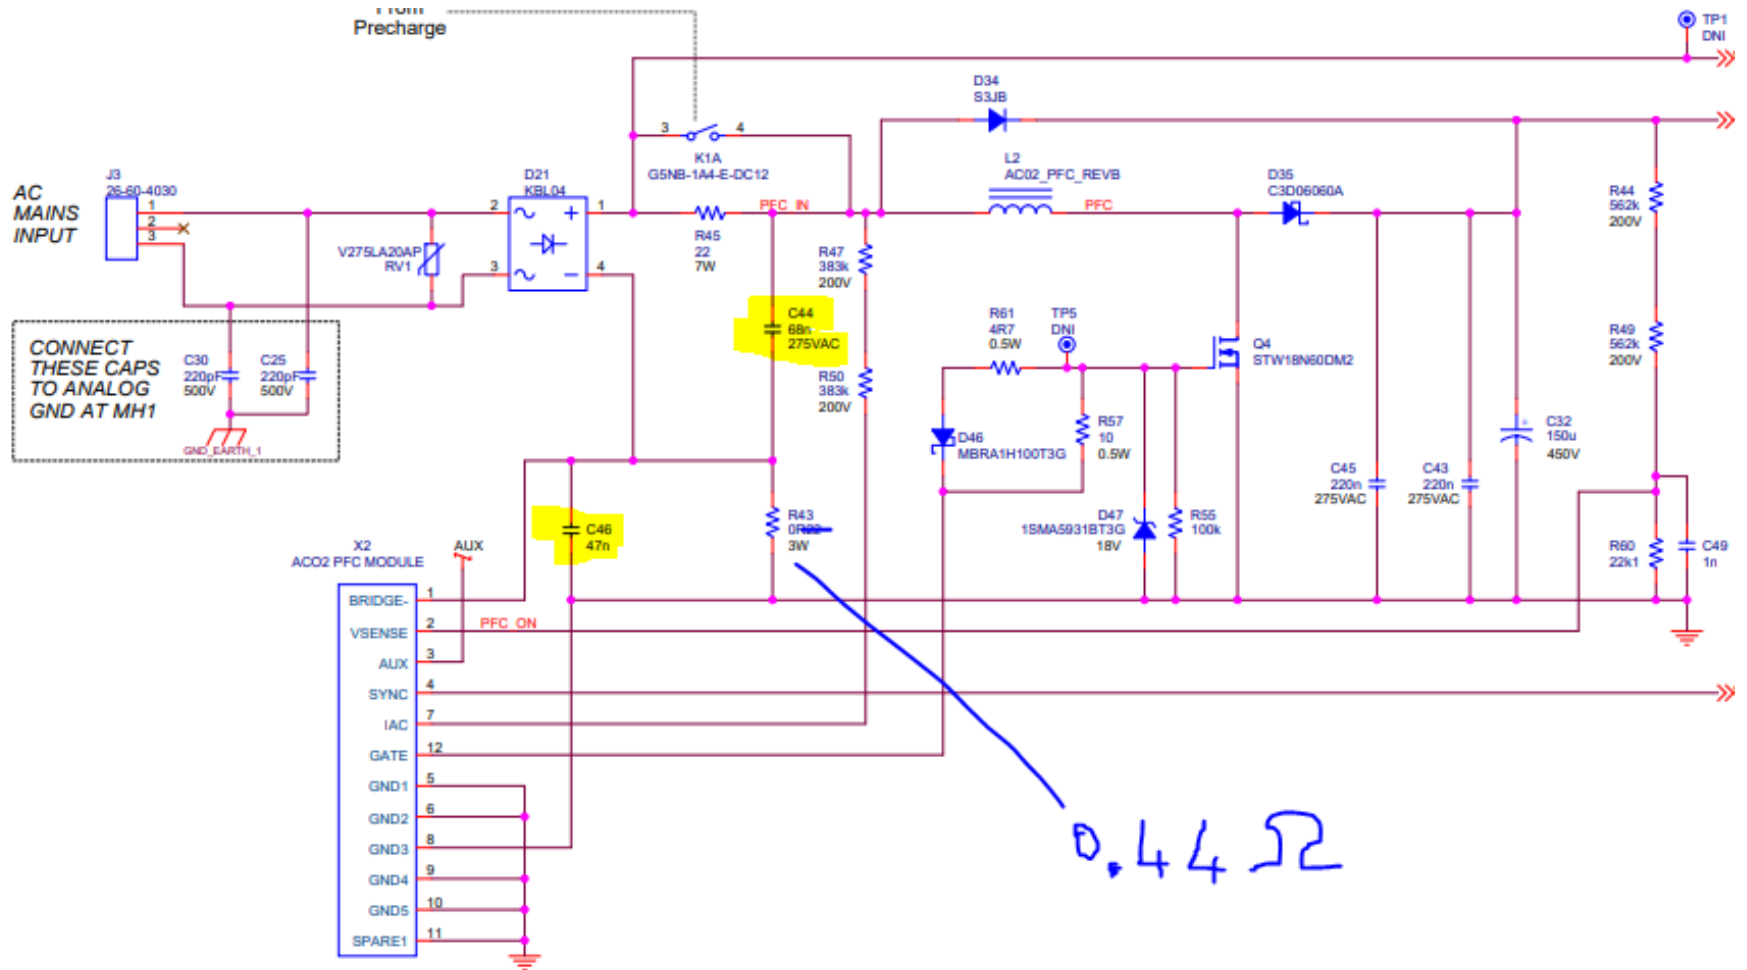 Precharge
TP1
DNI
D34
S3JB
3
4
K1A
G5NB-1A4-E-DC12
L2
AC02_PFC_REVB
D35
C3D06060A
J3
26-60-4030
AC
MAINS
INPUT
1
2
3
D21
KBL04
2
1
3
4
+
−
V275LA20AP
RV1
PFC_IN
PFC
R45
22
7W
R47
383k
200V
R44
562k
200V
C44
68n
275VAC
R61
4R7
0.5W
TP5
DNI
Q4
STW18N60DM2
R49
562k
200V
CONNECT
THESE CAPS
TO ANALOG
GND AT MH1
C30
220pF
500V
C25
220pF
500V
GND_EARTH_1
R50
383k
200V
D46
MBRA1H100T3G
R57
10
0.5W
C32
150u
450V
+
C45
220n
275VAC
C43
220n
275VAC
C46
47n
R43
0R22
3W
D47
1SMA5931BT3G
18V
R55
100k
R60
22k1
C49
1n
X2
ACO2 PFC MODULE
AUX
BRIDGE- 1
VSENSE 2
PFC_ON
AUX 3
SYNC 4
IAC 7
GATE 12
GND1 5
GND2 6
GND3 8
GND4 9
GND5 10
SPARE1 11
0.44 Ω